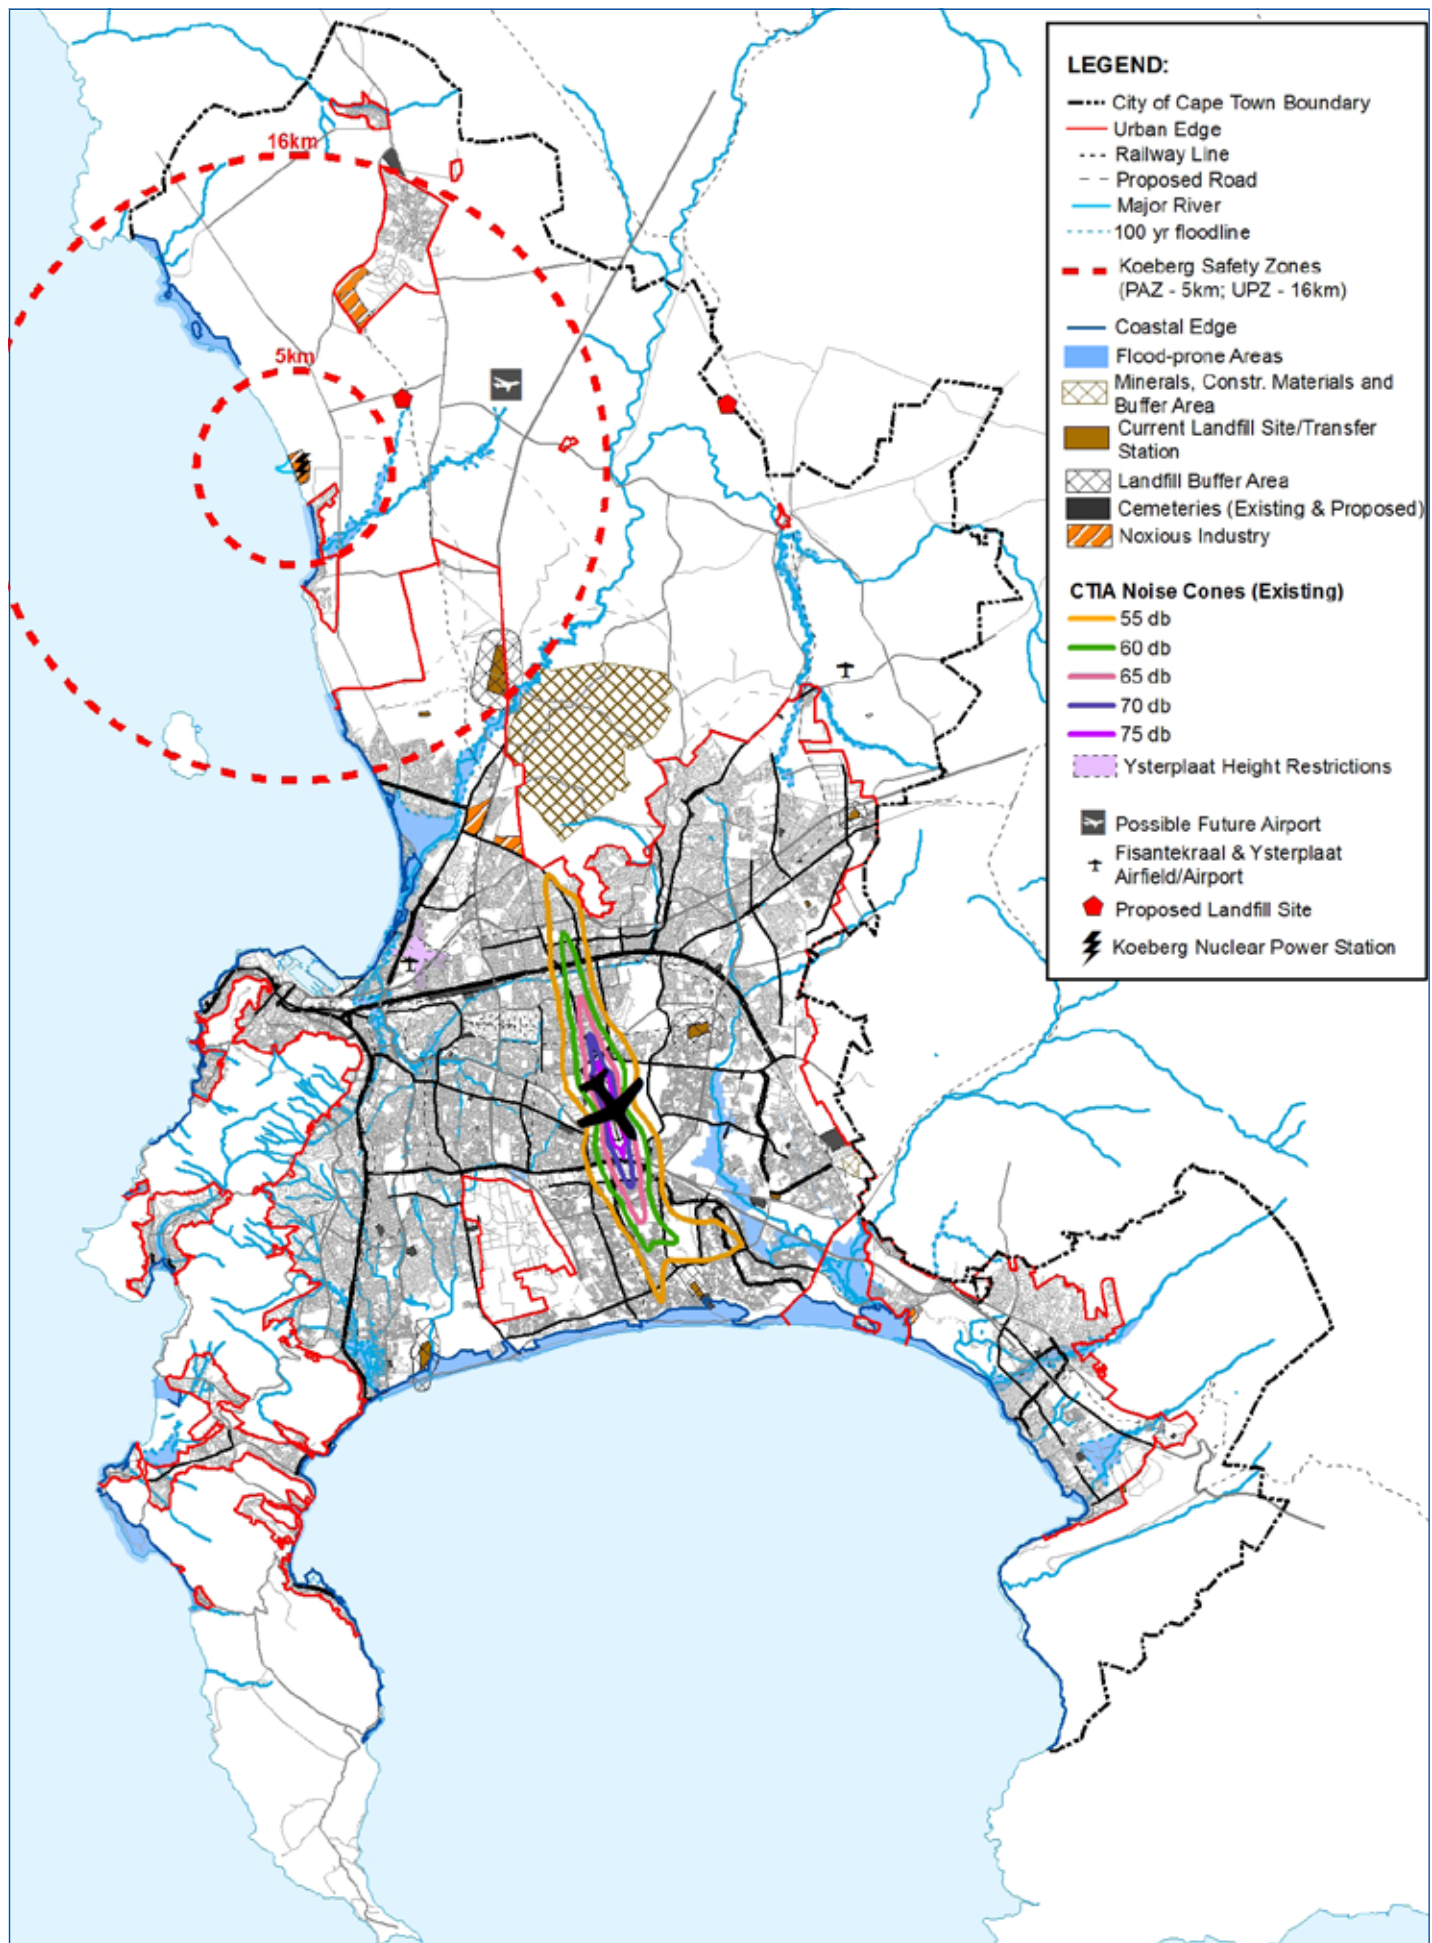 16km
5km
LEGEND:
City of Cape Town Boundary
Urban Edge
Railway Line
Proposed Road
Major River
100 yr floodline
Koeberg Safety Zones
(PAZ - 5km; UPZ - 16km)
Coastal Edge
Flood-prone Areas
Minerals, Constr. Materials and
Buffer Area
Current Landfill Site/Transfer
Station
Landfill Buffer Area
Cemeteries (Existing & Proposed)
Noxious Industry
CTIA Noise Cones (Existing)
55 db
60 db
65 db
70 db
75 db
Ysterplaat Height Restrictions
Possible Future Airport
Fisantekraal & Ysterplaat
Airfield/Airport
Proposed Landfill Site
Koeberg Nuclear Power Station